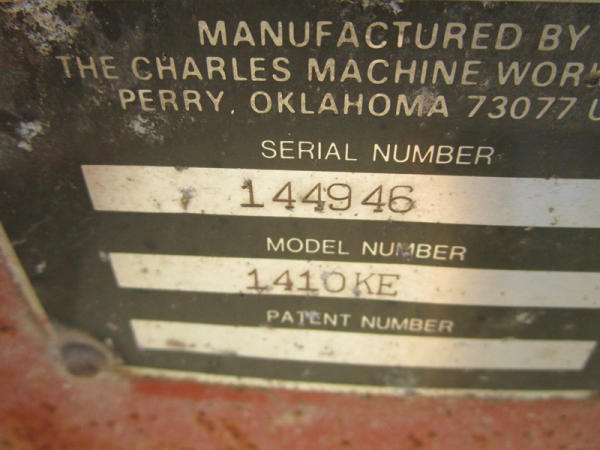 MANUFACTURED BY
THE CHARLES MACHINE WORK
PERRY, OKLAHOMA 73077 U
SERIAL NUMBER
144946
MODEL NUMBER
1410KE
PATENT NUMBER